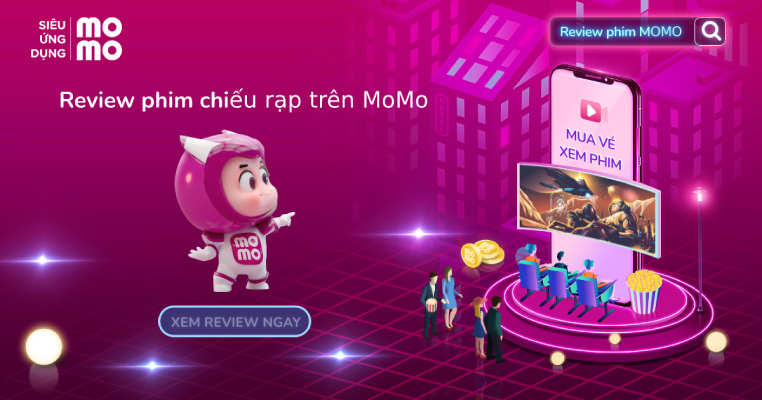 SIÊU
ỨNG
DỤNG
mo
mo
Review phim MOMO
Review phim chiếu rạp trên MoMo
MUA VÉ
XEM PHIM
mo
mo
XEM REVIEW NGAY